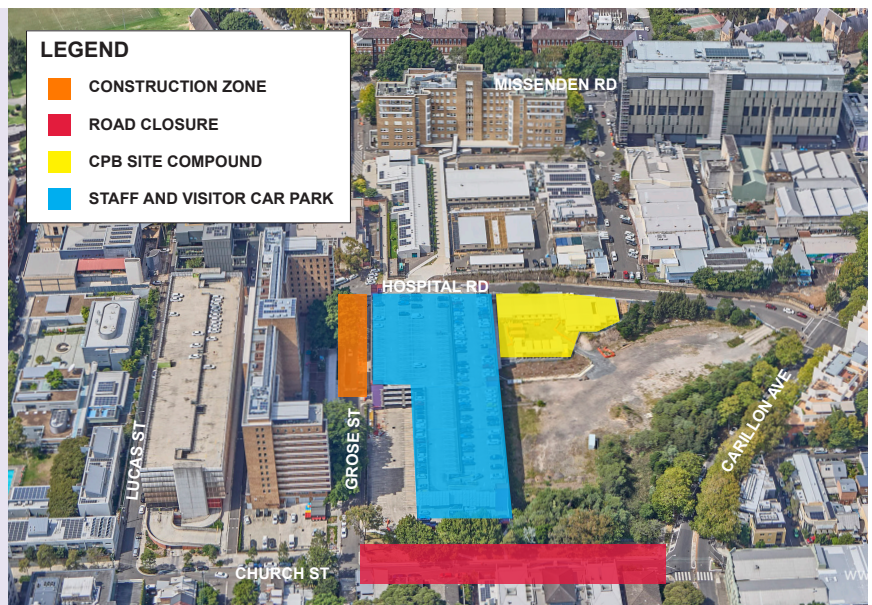 LEGEND
CONSTRUCTION ZONE
ROAD CLOSURE
CPB SITE COMPOUND
STAFF AND VISITOR CAR PARK
MISSENDEN RD
HOSPITAL RD
LUCAS ST
GROSE ST
CARILLON AVE
CHURCH ST